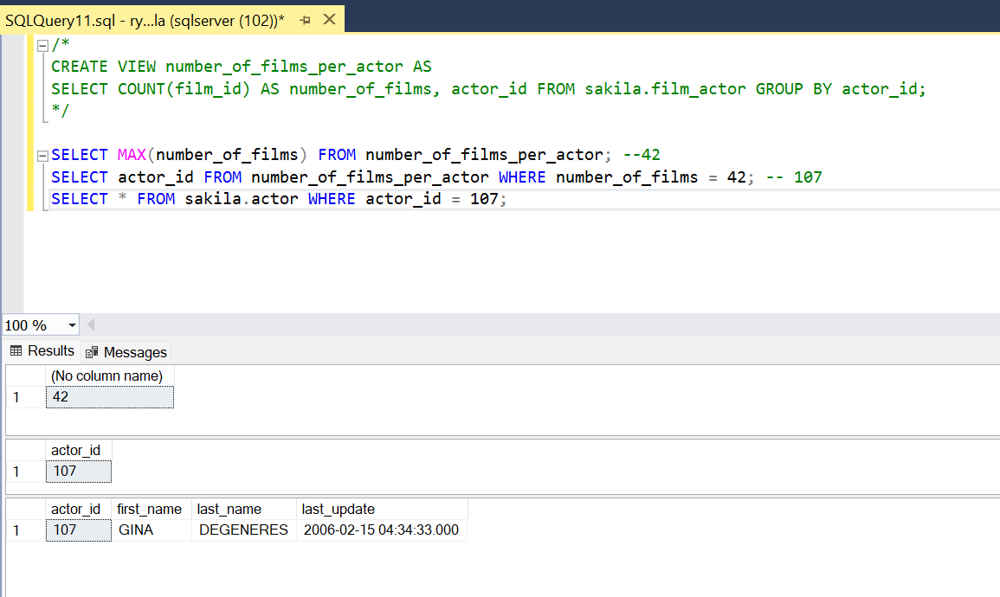 SQLQuery11.sql - ry...la (sqlserver (102))*
/*
CREATE VIEW number_of_films_per_actor AS
SELECT COUNT(film_id) AS number_of_films, actor_id FROM sakila.film_actor GROUP BY actor_id;
*/
SELECT MAX(number_of_films) FROM number_of_films_per_actor; --42
SELECT actor_id FROM number_of_films_per_actor WHERE number_of_films = 42; -- 107
SELECT * FROM sakila.actor WHERE actor_id = 107;
100 %
Results Messages
(No column name)
1 42
actor_id
1 107
actor_id first_name last_name last_update
1 107 GINA DEGENERES 2006-02-15 04:34:33.000